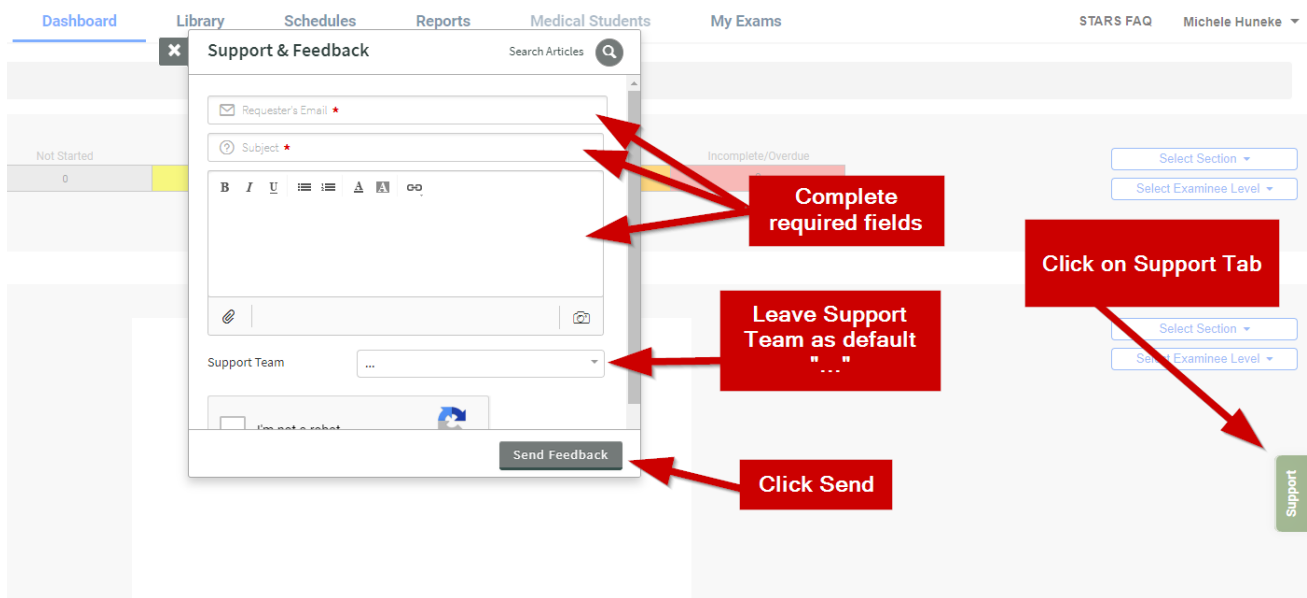 Dashboard
Library
Schedules
Reports
Medical Students
My Exams
STARS FAQ
Michele Huneke
Support & Feedback
Search Articles
Requester's Email *
Subject *
Not Started
0
Incomplete/Overdue
Select Section
Select Examinee Level
B I U A A
Complete
required fields
Click on Support Tab
Leave Support
Team as default
"..."
Select Section
Select Examinee Level
Support Team
...
I'm not a robot
Send Feedback
Click Send
Support